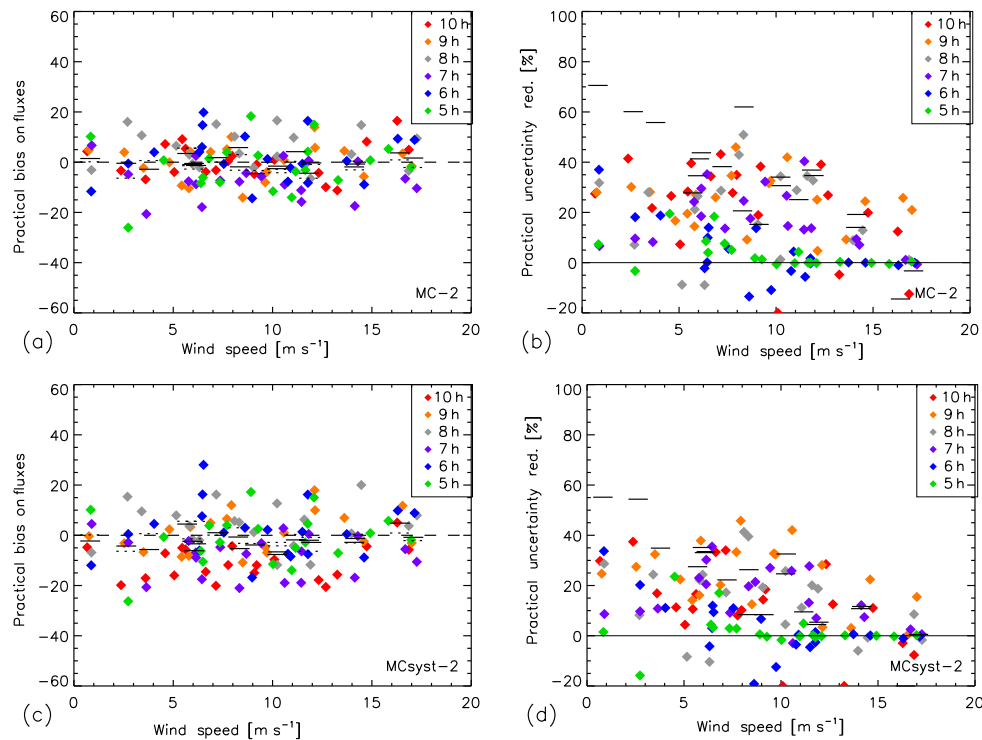 60
40
20
0
−20
−40
−60
Practical bias on fluxes
10 h
9 h
8 h
7 h
6 h
5 h
MC−2
0 5 10 15 20
Wind speed [m s⁻¹]
(a)
100
80
60
40
20
0
−20
Practical uncertainty red. [%]
10 h
9 h
8 h
7 h
6 h
5 h
MC−2
0 5 10 15 20
Wind speed [m s⁻¹]
(b)
60
40
20
0
−20
−40
−60
Practical bias on fluxes
10 h
9 h
8 h
7 h
6 h
5 h
MCsyst−2
0 5 10 15 20
Wind speed [m s⁻¹]
(c)
100
80
60
40
20
0
−20
Practical uncertainty red. [%]
10 h
9 h
8 h
7 h
6 h
5 h
MCsyst−2
0 5 10 15 20
Wind speed [m s⁻¹]
(d)